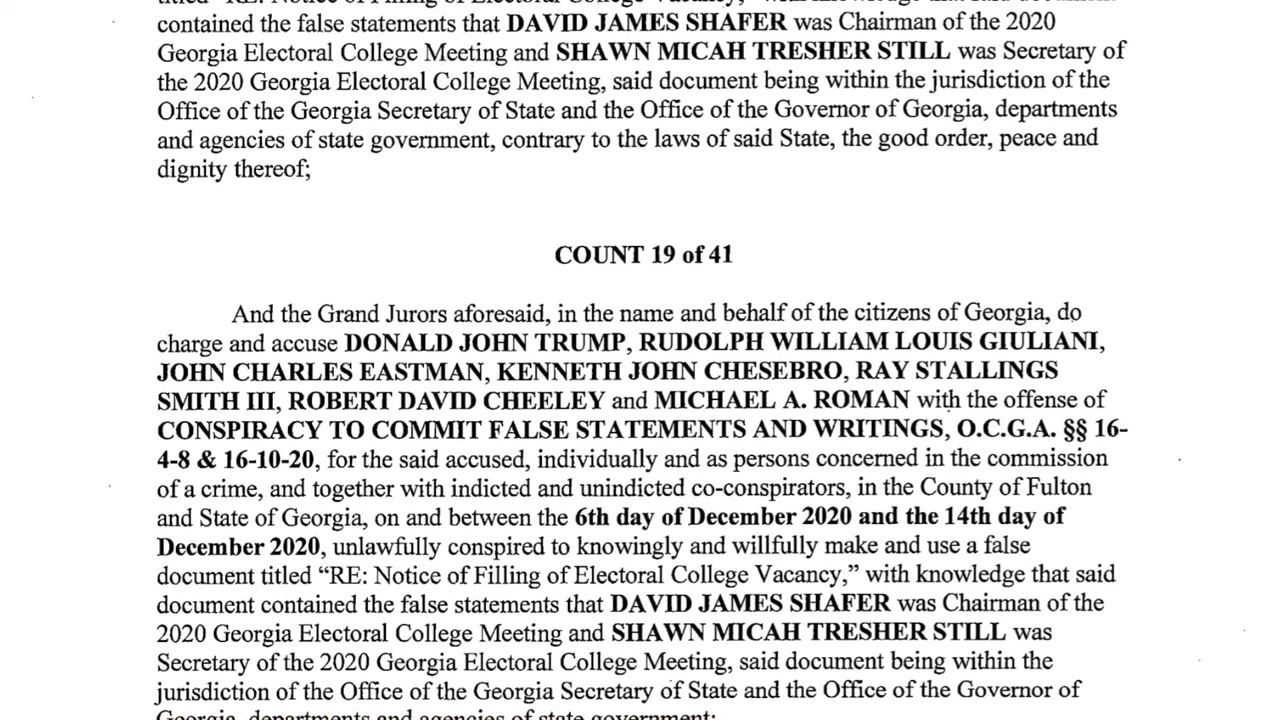 contained the false statements that DAVID JAMES SHAFER was Chairman of the 2020
Georgia Electoral College Meeting and SHAWN MICAH TRESHER STILL was Secretary of
the 2020 Georgia Electoral College Meeting, said document being within the jurisdiction of the
Office of the Georgia Secretary of State and the Office of the Governor of Georgia, departments
and agencies of state government, contrary to the laws of said State, the good order, peace and
dignity thereof;
COUNT 19 of 41
And the Grand Jurors aforesaid, in the name and behalf of the citizens of Georgia, do
charge and accuse DONALD JOHN TRUMP, RUDOLPH WILLIAM LOUIS GIULIANI,
JOHN CHARLES EASTMAN, KENNETH JOHN CHESEBRO, RAY STALLINGS
SMITH III, ROBERT DAVID CHEELEY and MICHAEL A. ROMAN with the offense of
CONSPIRACY TO COMMIT FALSE STATEMENTS AND WRITINGS, O.C.G.A. §§ 16-
4-8 & 16-10-20, for the said accused, individually and as persons concerned in the commission
of a crime, and together with indicted and unindicted co-conspirators, in the County of Fulton
and State of Georgia, on and between the 6th day of December 2020 and the 14th day of
December 2020, unlawfully conspired to knowingly and willfully make and use a false
document titled “RE: Notice of Filling of Electoral College Vacancy,” with knowledge that said
document contained the false statements that DAVID JAMES SHAFER was Chairman of the
2020 Georgia Electoral College Meeting and SHAWN MICAH TRESHER STILL was
Secretary of the 2020 Georgia Electoral College Meeting, said document being within the
jurisdiction of the Office of the Georgia Secretary of State and the Office of the Governor of
Georgia, departments and agencies of state government;